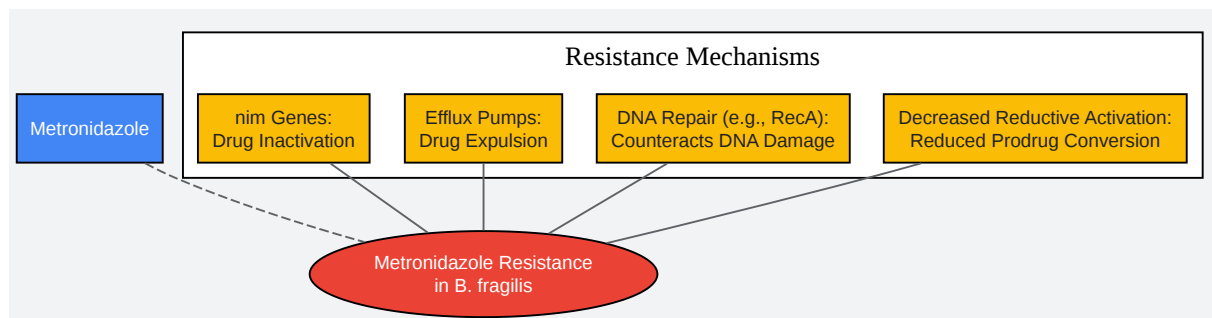 Resistance Mechanisms
Metronidazole
nim Genes:
Drug Inactivation
Efflux Pumps:
Drug Expulsion
DNA Repair (e.g., RecA):
Counteracts DNA Damage
Decreased Reductive Activation:
Reduced Prodrug Conversion
Metronidazole Resistance
in B. fragilis